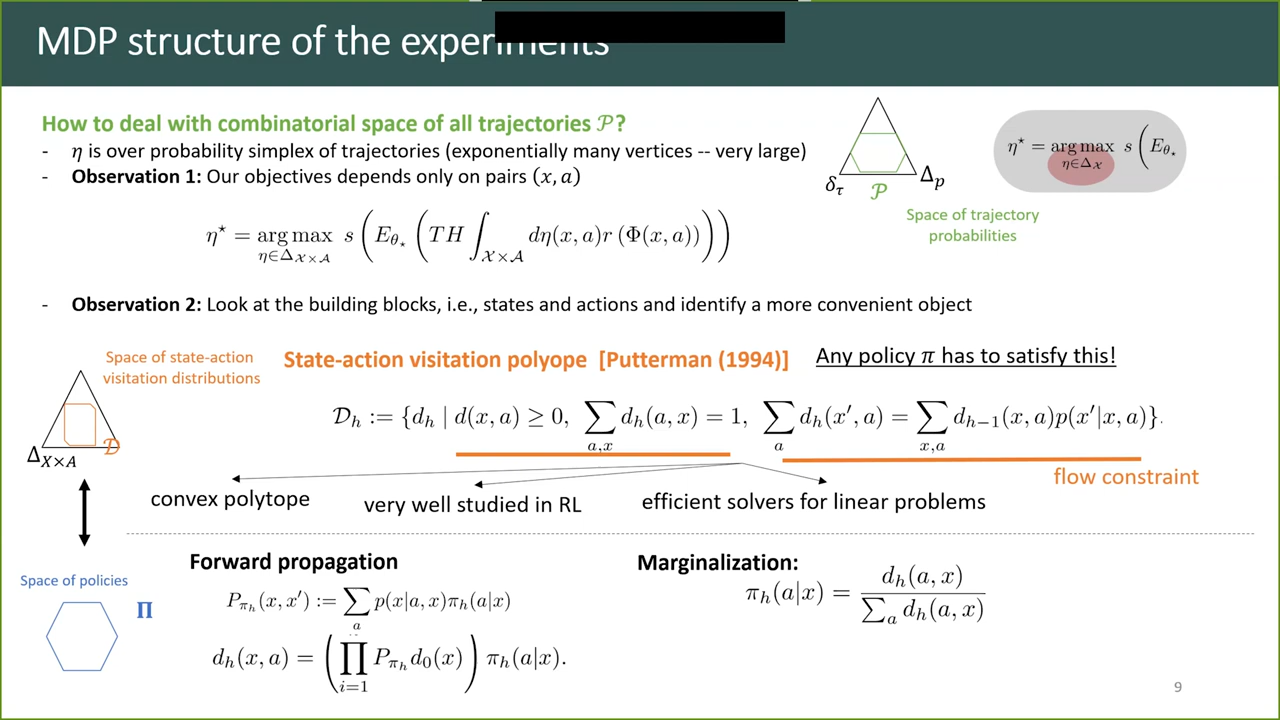 MDP structure of the experiments
How to deal with combinatorial space of all trajectories 𝒫?
- η is over probability simplex of trajectories (exponentially many vertices -- very large)
- Observation 1: Our objectives depends only on pairs (x, a)
η⋆ = arg max_{η∈Δ_{𝒳×𝒜}} s(E_{θ⋆}(TH ∫_{𝒳×𝒜} dη(x, a)r (Φ(x, a))))
δ_τ 𝒫 Δ_p
Space of trajectory
probabilities
η⋆ = arg max_{η∈Δ_𝒳} s(E_{θ⋆}
- Observation 2: Look at the building blocks, i.e., states and actions and identify a more convenient object
Space of state-action
visitation distributions
Δ_{X×A} 𝒟
State-action visitation polyope [Putterman (1994)] Any policy π has to satisfy this!
𝒟_h := {d_h | d(x, a) ≥ 0, ∑_{a,x} d_h(a, x) = 1, ∑_a d_h(x′, a) = ∑_{x,a} d_{h−1}(x, a)p(x′|x, a)}.
flow constraint
convex polytope
very well studied in RL
efficient solvers for linear problems
Space of policies
Π
Forward propagation
P_{π_h}(x, x′) := ∑_a p(x|a, x)π_h(a|x)
d_h(x, a) = (∏_{i=1} P_{π_h} d_0(x)) π_h(a|x).
Marginalization:
π_h(a|x) = d_h(a, x) / ∑_a d_h(a, x)
9